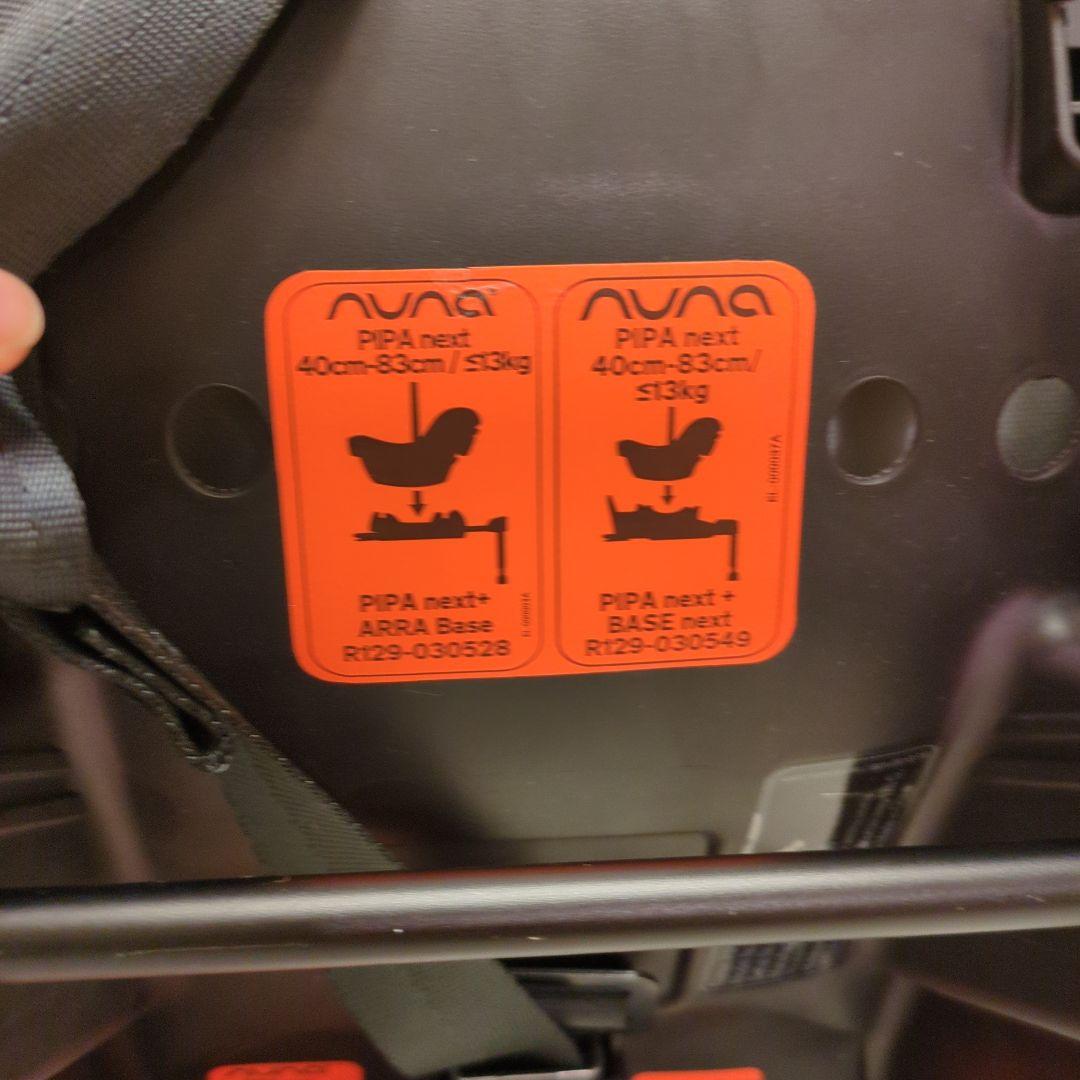 nuna
PIPA next
40cm-83cm / ≤13kg
PIPA next+
ARRA Base
R129-030528
nuna
PIPA next
40cm-83cm/
≤13kg
PIPA next +
BASE next
R129-030549